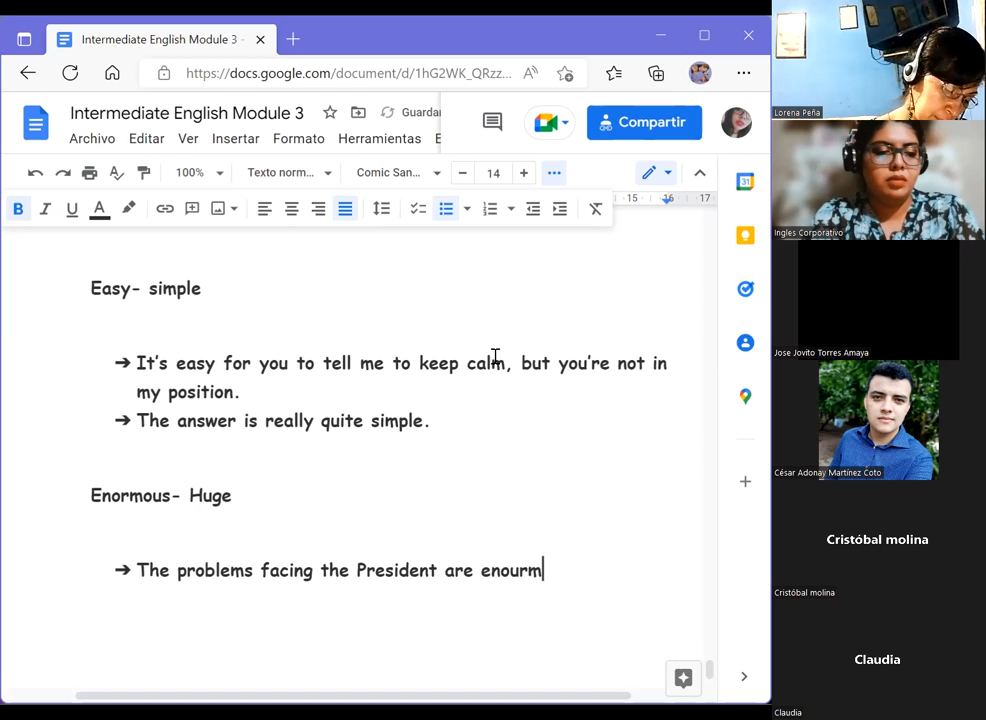 Intermediate English Module 3 -
https://docs.google.com/document/d/1hG2WK_QRzz...
Intermediate English Module 3
Guardar
Compartir
Archivo Editar Ver Insertar Formato Herramientas E
100% Texto norm... Comic San... 14
15 16 17
Easy- simple
➔ It's easy for you to tell me to keep calm, but you're not in
my position.
➔ The answer is really quite simple.
Enormous- Huge
➔ The problems facing the President are enourm
Lorena Peña
Ingles Corporativo
Jose Jovito Torres Amaya
César Adonay Martínez Coto
Cristóbal molina
Cristóbal molina
Claudia
Claudia